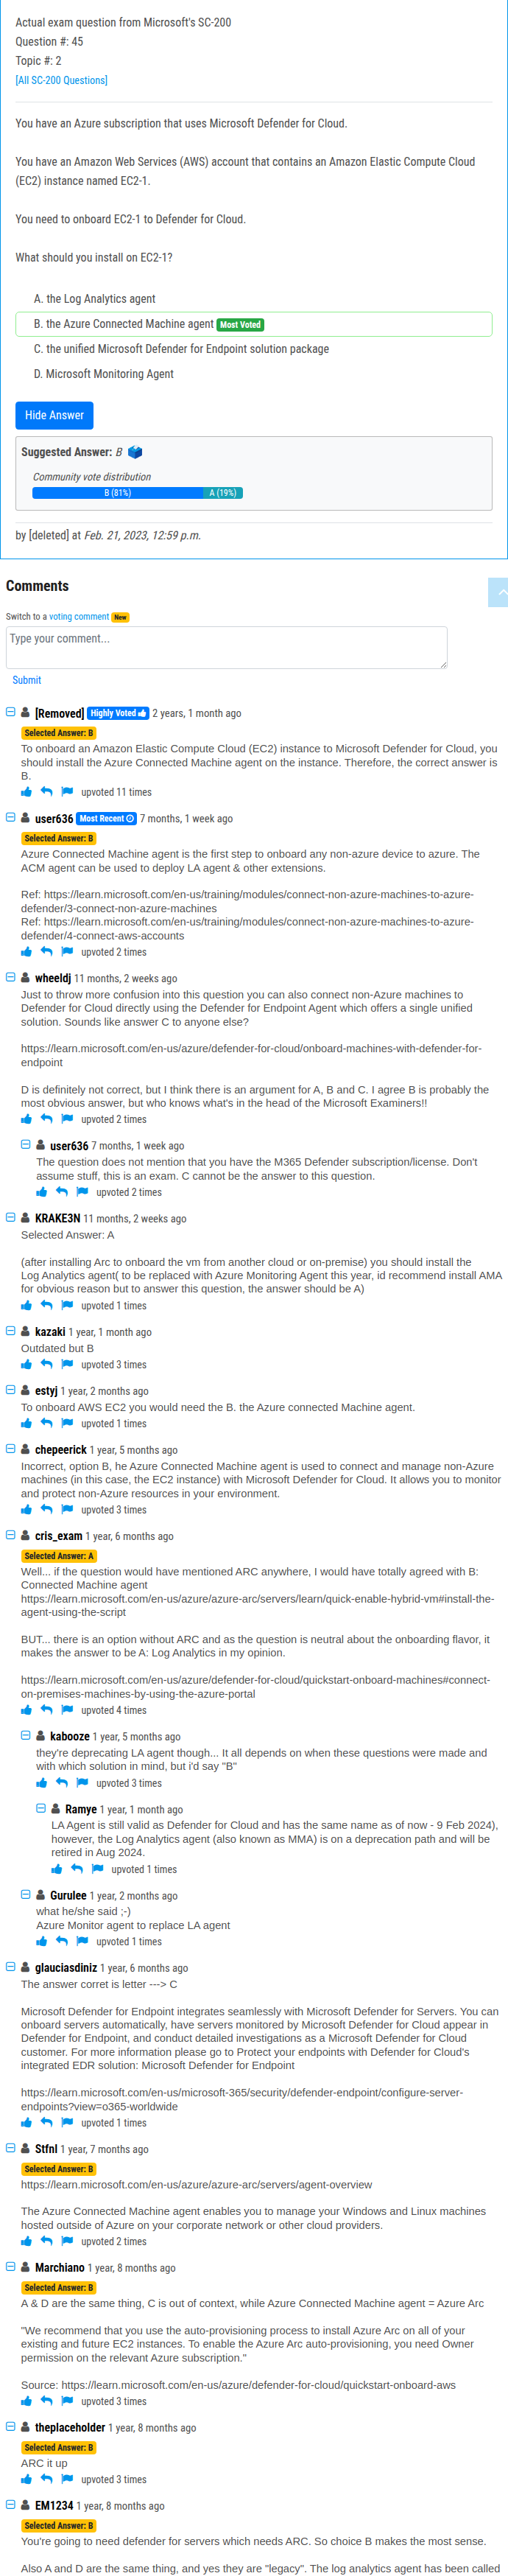 Actual exam question from Microsoft's SC-200
Question #: 45
Topic #: 2
[All SC-200 Questions]
You have an Azure subscription that uses Microsoft Defender for Cloud.
You have an Amazon Web Services (AWS) account that contains an Amazon Elastic Compute Cloud
(EC2) instance named EC2-1.
You need to onboard EC2-1 to Defender for Cloud.
What should you install on EC2-1?
A. the Log Analytics agent
B. the Azure Connected Machine agent Most Voted
C. the unified Microsoft Defender for Endpoint solution package
D. Microsoft Monitoring Agent
Hide Answer
Suggested Answer: B
Community vote distribution
B (81%) A (19%)
by [deleted] at Feb. 21, 2023, 12:59 p.m.
Comments
Switch to a voting comment New
Type your comment...
Submit
[Removed] Highly Voted 2 years, 1 month ago
Selected Answer: B
To onboard an Amazon Elastic Compute Cloud (EC2) instance to Microsoft Defender for Cloud, you
should install the Azure Connected Machine agent on the instance. Therefore, the correct answer is
B.
upvoted 11 times
user636 Most Recent 7 months, 1 week ago
Selected Answer: B
Azure Connected Machine agent is the first step to onboard any non-azure device to azure. The
ACM agent can be used to deploy LA agent & other extensions.
Ref: https://learn.microsoft.com/en-us/training/modules/connect-non-azure-machines-to-azure-
defender/3-connect-non-azure-machines
Ref: https://learn.microsoft.com/en-us/training/modules/connect-non-azure-machines-to-azure-
defender/4-connect-aws-accounts
upvoted 2 times
wheeldj 11 months, 2 weeks ago
Just to throw more confusion into this question you can also connect non-Azure machines to
Defender for Cloud directly using the Defender for Endpoint Agent which offers a single unified
solution. Sounds like answer C to anyone else?
https://learn.microsoft.com/en-us/azure/defender-for-cloud/onboard-machines-with-defender-for-
endpoint
D is definitely not correct, but I think there is an argument for A, B and C. I agree B is probably the
most obvious answer, but who knows what's in the head of the Microsoft Examiners!!
upvoted 2 times
user636 7 months, 1 week ago
The question does not mention that you have the M365 Defender subscription/license. Don't
assume stuff, this is an exam. C cannot be the answer to this question.
upvoted 2 times
KRAKE3N 11 months, 2 weeks ago
Selected Answer: A
(after installing Arc to onboard the vm from another cloud or on-premise) you should install the
Log Analytics agent( to be replaced with Azure Monitoring Agent this year, id recommend install AMA
for obvious reason but to answer this question, the answer should be A)
upvoted 1 times
kazaki 1 year, 1 month ago
Outdated but B
upvoted 3 times
estyj 1 year, 2 months ago
To onboard AWS EC2 you would need the B. the Azure connected Machine agent.
upvoted 1 times
chepeerick 1 year, 5 months ago
Incorrect, option B, he Azure Connected Machine agent is used to connect and manage non-Azure
machines (in this case, the EC2 instance) with Microsoft Defender for Cloud. It allows you to monitor
and protect non-Azure resources in your environment.
upvoted 3 times
cris_exam 1 year, 6 months ago
Selected Answer: A
Well... if the question would have mentioned ARC anywhere, I would have totally agreed with B:
Connected Machine agent
https://learn.microsoft.com/en-us/azure/azure-arc/servers/learn/quick-enable-hybrid-vm#install-the-
agent-using-the-script
BUT... there is an option without ARC and as the question is neutral about the onboarding flavor, it
makes the answer to be A: Log Analytics in my opinion.
https://learn.microsoft.com/en-us/azure/defender-for-cloud/quickstart-onboard-machines#connect-
on-premises-machines-by-using-the-azure-portal
upvoted 4 times
kabooze 1 year, 5 months ago
they're deprecating LA agent though... It all depends on when these questions were made and
with which solution in mind, but i'd say "B"
upvoted 3 times
Ramye 1 year, 1 month ago
LA Agent is still valid as Defender for Cloud and has the same name as of now - 9 Feb 2024),
however, the Log Analytics agent (also known as MMA) is on a deprecation path and will be
retired in Aug 2024.
upvoted 1 times
Gurulee 1 year, 2 months ago
what he/she said ;-)
Azure Monitor agent to replace LA agent
upvoted 1 times
glauciasdiniz 1 year, 6 months ago
The answer corret is letter ---> C
Microsoft Defender for Endpoint integrates seamlessly with Microsoft Defender for Servers. You can
onboard servers automatically, have servers monitored by Microsoft Defender for Cloud appear in
Defender for Endpoint, and conduct detailed investigations as a Microsoft Defender for Cloud
customer. For more information please go to Protect your endpoints with Defender for Cloud's
integrated EDR solution: Microsoft Defender for Endpoint
https://learn.microsoft.com/en-us/microsoft-365/security/defender-endpoint/configure-server-
endpoints?view=o365-worldwide
upvoted 1 times
Stfnl 1 year, 7 months ago
Selected Answer: B
https://learn.microsoft.com/en-us/azure/azure-arc/servers/agent-overview
The Azure Connected Machine agent enables you to manage your Windows and Linux machines
hosted outside of Azure on your corporate network or other cloud providers.
upvoted 2 times
Marchiano 1 year, 8 months ago
Selected Answer: B
A & D are the same thing, C is out of context, while Azure Connected Machine agent = Azure Arc
"We recommend that you use the auto-provisioning process to install Azure Arc on all of your
existing and future EC2 instances. To enable the Azure Arc auto-provisioning, you need Owner
permission on the relevant Azure subscription."
Source: https://learn.microsoft.com/en-us/azure/defender-for-cloud/quickstart-onboard-aws
upvoted 3 times
theplaceholder 1 year, 8 months ago
Selected Answer: B
ARC it up
upvoted 3 times
EM1234 1 year, 8 months ago
Selected Answer: B
You're going to need defender for servers which needs ARC. So choice B makes the most sense.
Also A and D are the same thing, and yes they are "legacy". The log analytics agent has been called